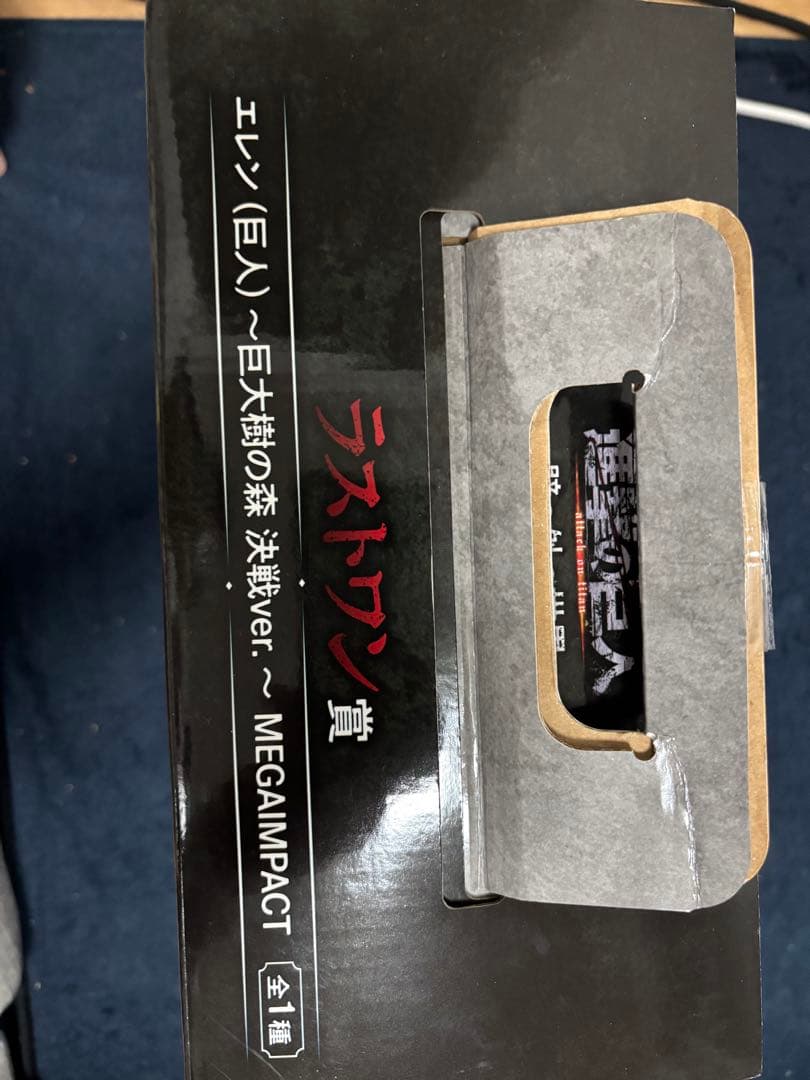 進撃の巨人
attack on titan
ラストワン賞
エレン(巨人)～巨大樹の森 決戦ver.～ MEGAIMPACT 全1種